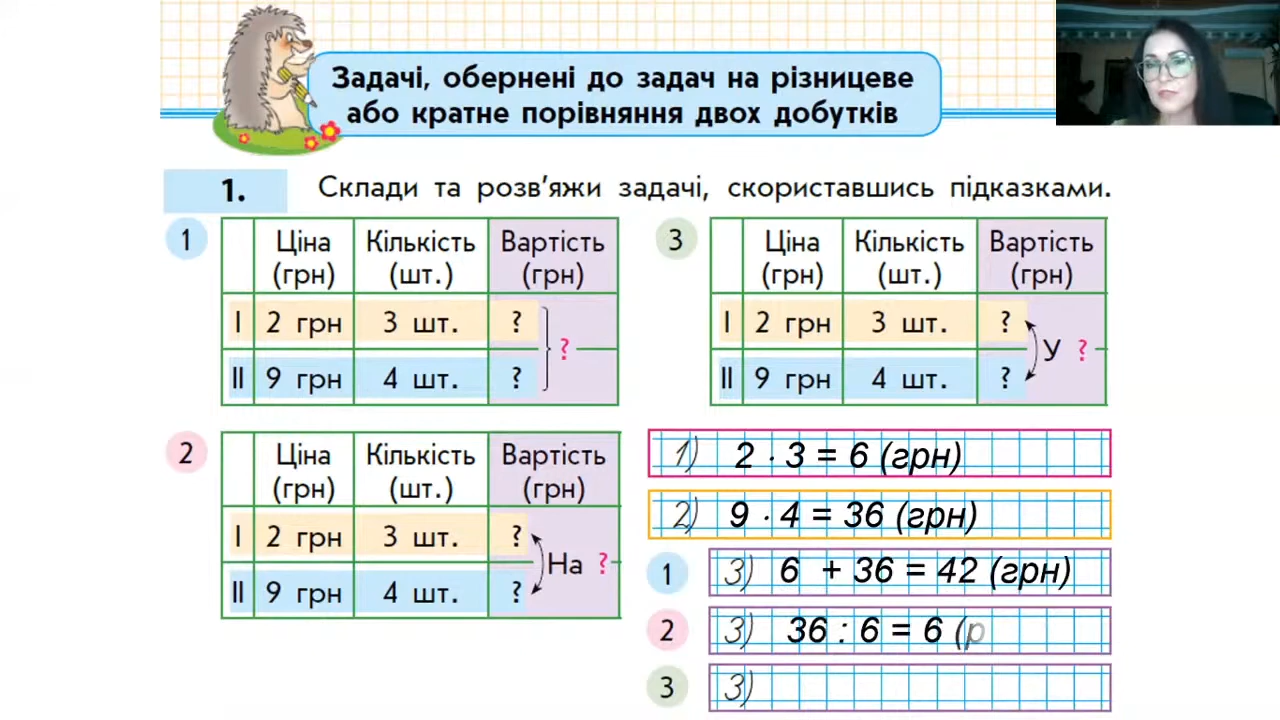 Задачі, обернені до задач на різницеве
або кратне порівняння двох добутків
1. Склади та розв'яжи задачі, скориставшись підказками.
1
Ціна (грн) Кількість (шт.) Вартість (грн)
I 2 грн 3 шт. ?
?
II 9 грн 4 шт. ?
3
Ціна (грн) Кількість (шт.) Вартість (грн)
I 2 грн 3 шт. ?
У ?
II 9 грн 4 шт. ?
2
Ціна (грн) Кількість (шт.) Вартість (грн)
I 2 грн 3 шт. ?
На ?
II 9 грн 4 шт. ?
1) 2 · 3 = 6 (грн)
2) 9 · 4 = 36 (грн)
1 3) 6 + 36 = 42 (грн)
2 3) 36 : 6 = 6 (р
3 3)